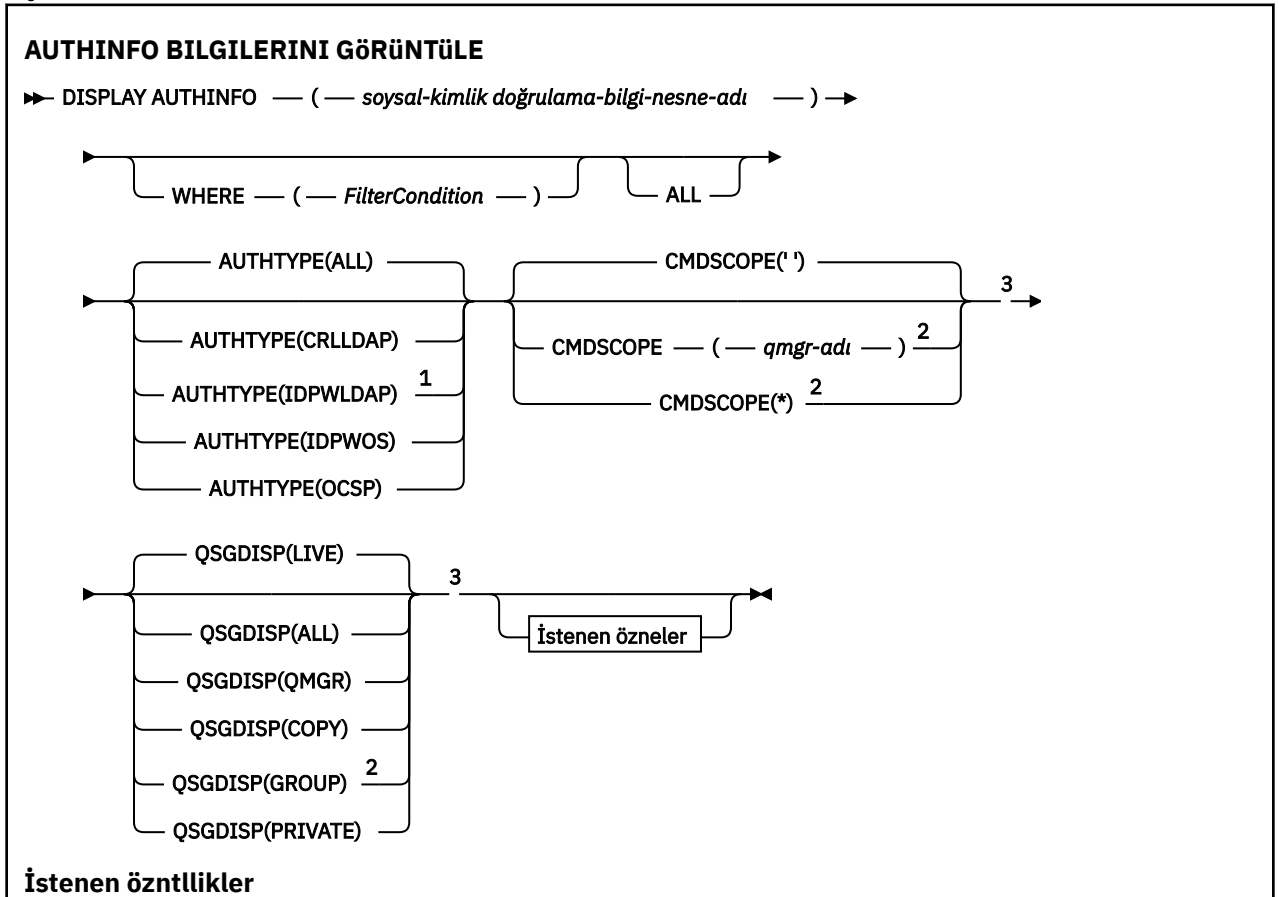 AUTHINFO BILGILERINI GöRüNTüLE
DISPLAY AUTHINFO ( soysal-kimlik doğrulama-bilgi-nesne-adı )
WHERE ( FilterCondition ) ALL
AUTHTYPE(ALL) CMDSCOPE(' ')
3
AUTHTYPE(CRLLDAP) CMDSCOPE ( qmgr-adı ) 2
AUTHTYPE(IDPWLDAP) 1 CMDSCOPE(*) 2
AUTHTYPE(IDPWOS)
AUTHTYPE(OCSP)
QSGDISP(LIVE)
3
QSGDISP(ALL) İstenen özneler
QSGDISP(QMGR)
QSGDISP(COPY)
QSGDISP(GROUP) 2
QSGDISP(PRIVATE)
İstenen özntllikler